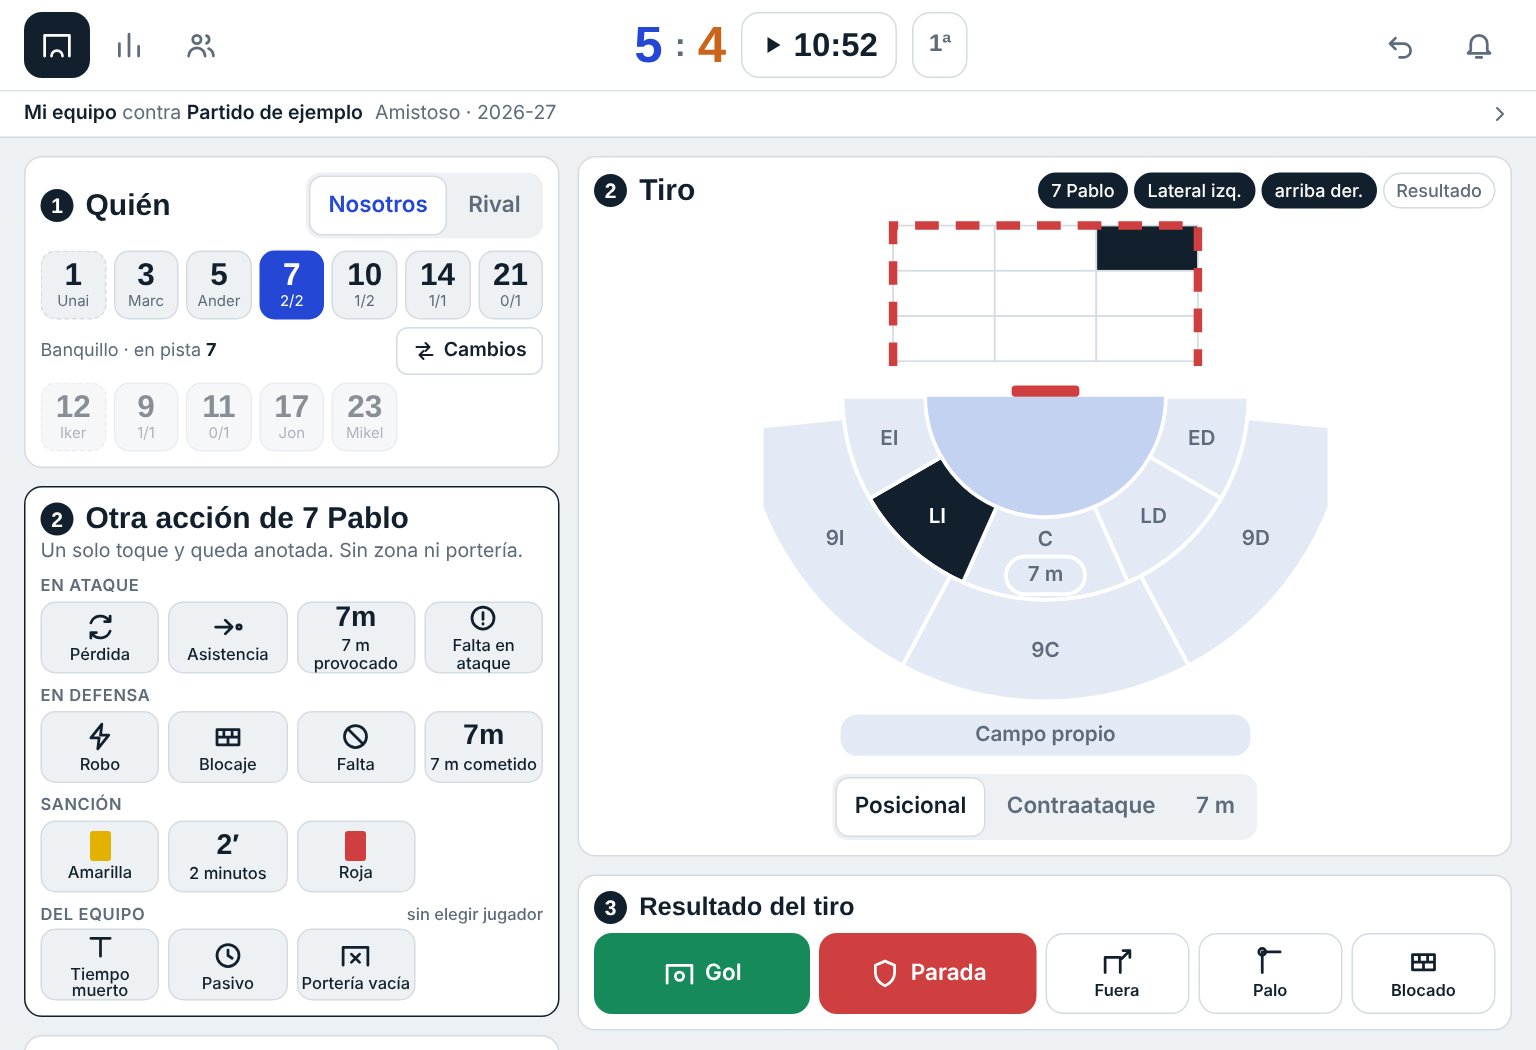 5 : 4 10:52 1ª
Mi equipo contra Partido de ejemplo Amistoso · 2026-27
1 Quién Nosotros Rival
1 3 5 7 10 14 21
Unai Marc Ander 2/2 1/2 1/1 0/1
Banquillo · en pista 7 Cambios
12 9 11 17 23
Iker 1/1 0/1 Jon Mikel
2 Otra acción de 7 Pablo
Un solo toque y queda anotada. Sin zona ni portería.
EN ATAQUE
Pérdida
Asistencia
7m
7 m
provocado
Falta en
ataque
EN DEFENSA
Robo
Blocaje
Falta
7m
7 m cometido
SANCIÓN
Amarilla
2′
2 minutos
Roja
DEL EQUIPO sin elegir jugador
Tiempo
muerto
Pasivo
Portería vacía
2 Tiro 7 Pablo Lateral izq. arriba der. Resultado
EI ED
LI LD
9I C 9D
7 m
9C
Campo propio
Posicional Contraataque 7 m
3 Resultado del tiro
Gol Parada Fuera Palo Blocado